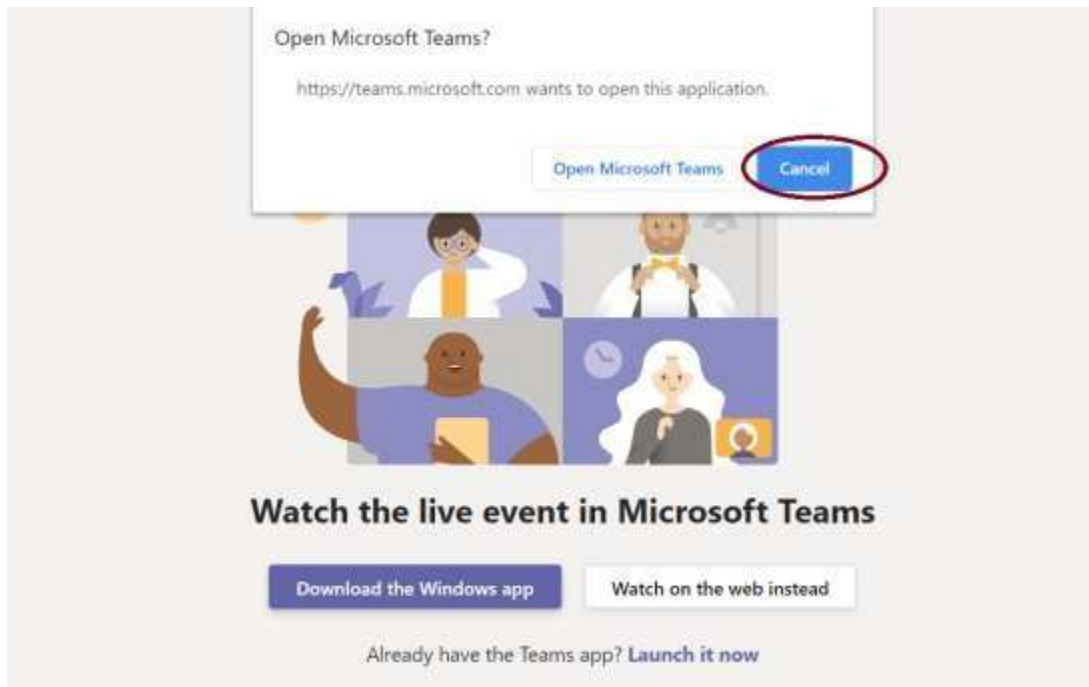 Open Microsoft Teams?
https://teams.microsoft.com wants to open this application.
Open Microsoft Teams Cancel
Watch the live event in Microsoft Teams
Download the Windows app Watch on the web instead
Already have the Teams app? Launch it now